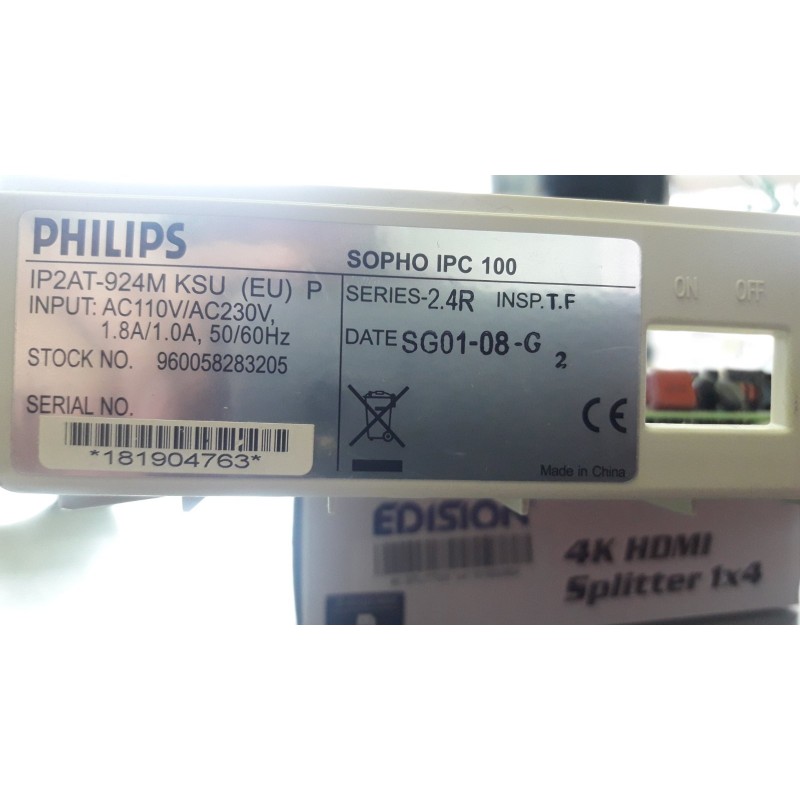 PHILIPS
IP2AT-924M KSU (EU) P
INPUT: AC110V/AC230V,
1.8A/1.0A, 50/60Hz
STOCK NO. 960058283205
SERIAL NO.
*181904763*
SOPHO IPC 100
SERIES-2.4R INSP.T.F
DATE SG01-08-G 2
CE
Made in China
ON OFF
EDISION
4K HDMI
Splitter 1x4